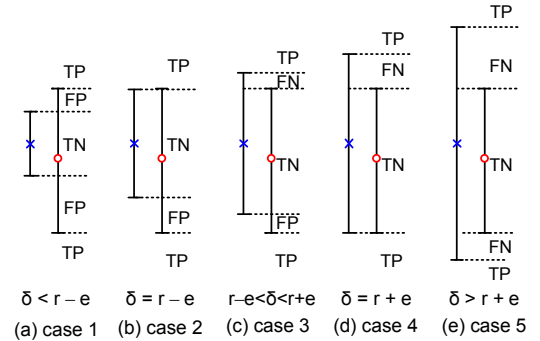 TP
FP
TN
FP
TP
δ < r – e
(a) case 1
TP
TN
FP
TP
δ = r – e
(b) case 2
TP
FN
TN
FP
TP
r–e<δ<r+e
(c) case 3
TP
FN
TN
TP
δ = r + e
(d) case 4
TP
FN
TN
FN
TP
δ > r + e
(e) case 5